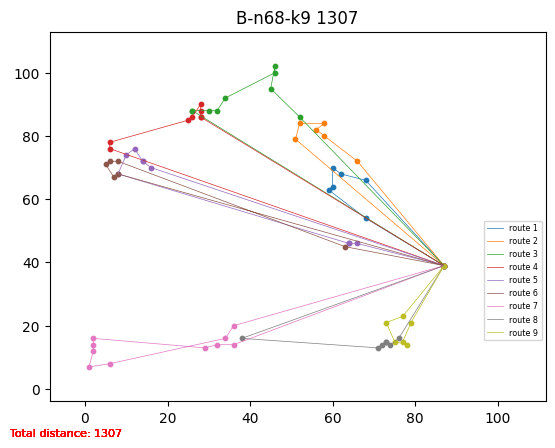 B-n68-k9 1307
100
80
60
40
20
0
0 20 40 60 80 100
route 1
route 2
route 3
route 4
route 5
route 6
route 7
route 8
route 9
Total distance: 1307